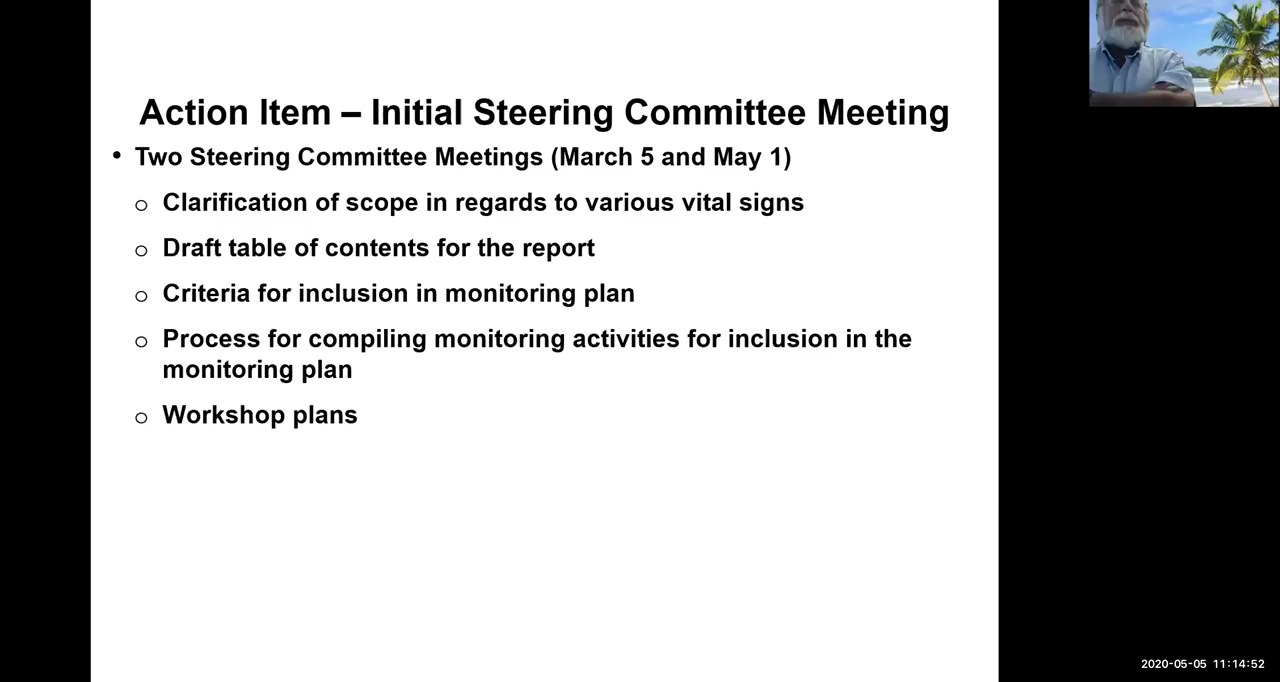 Action Item – Initial Steering Committee Meeting
• Two Steering Committee Meetings (March 5 and May 1)
o Clarification of scope in regards to various vital signs
o Draft table of contents for the report
o Criteria for inclusion in monitoring plan
o Process for compiling monitoring activities for inclusion in the
monitoring plan
o Workshop plans
2020-05-05 11:14:52